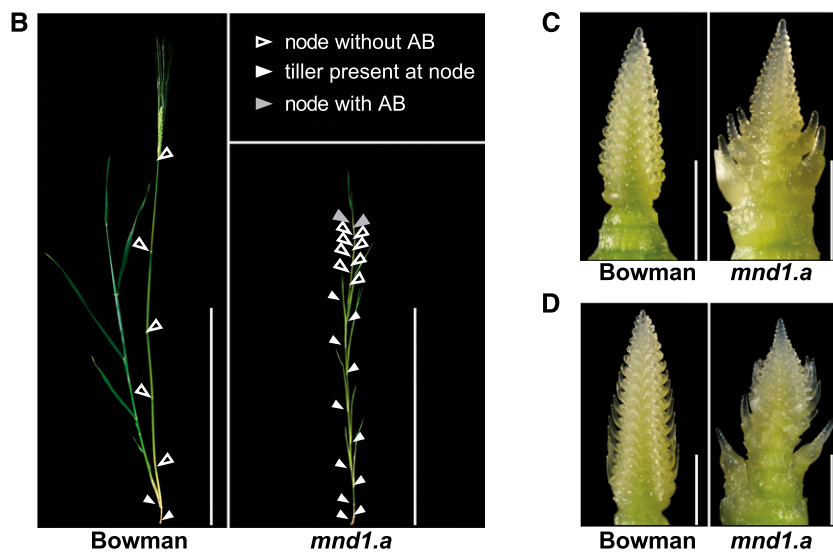 B
node without AB
tiller present at node
node with AB
Bowman
mnd1.a
C
Bowman
mnd1.a
D
Bowman
mnd1.a